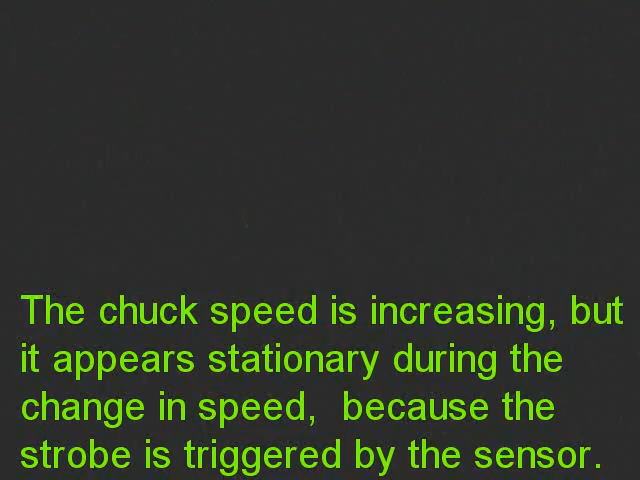 The chuck speed is increasing, but
it appears stationary during the
change in speed,  because the
strobe is triggered by the sensor.